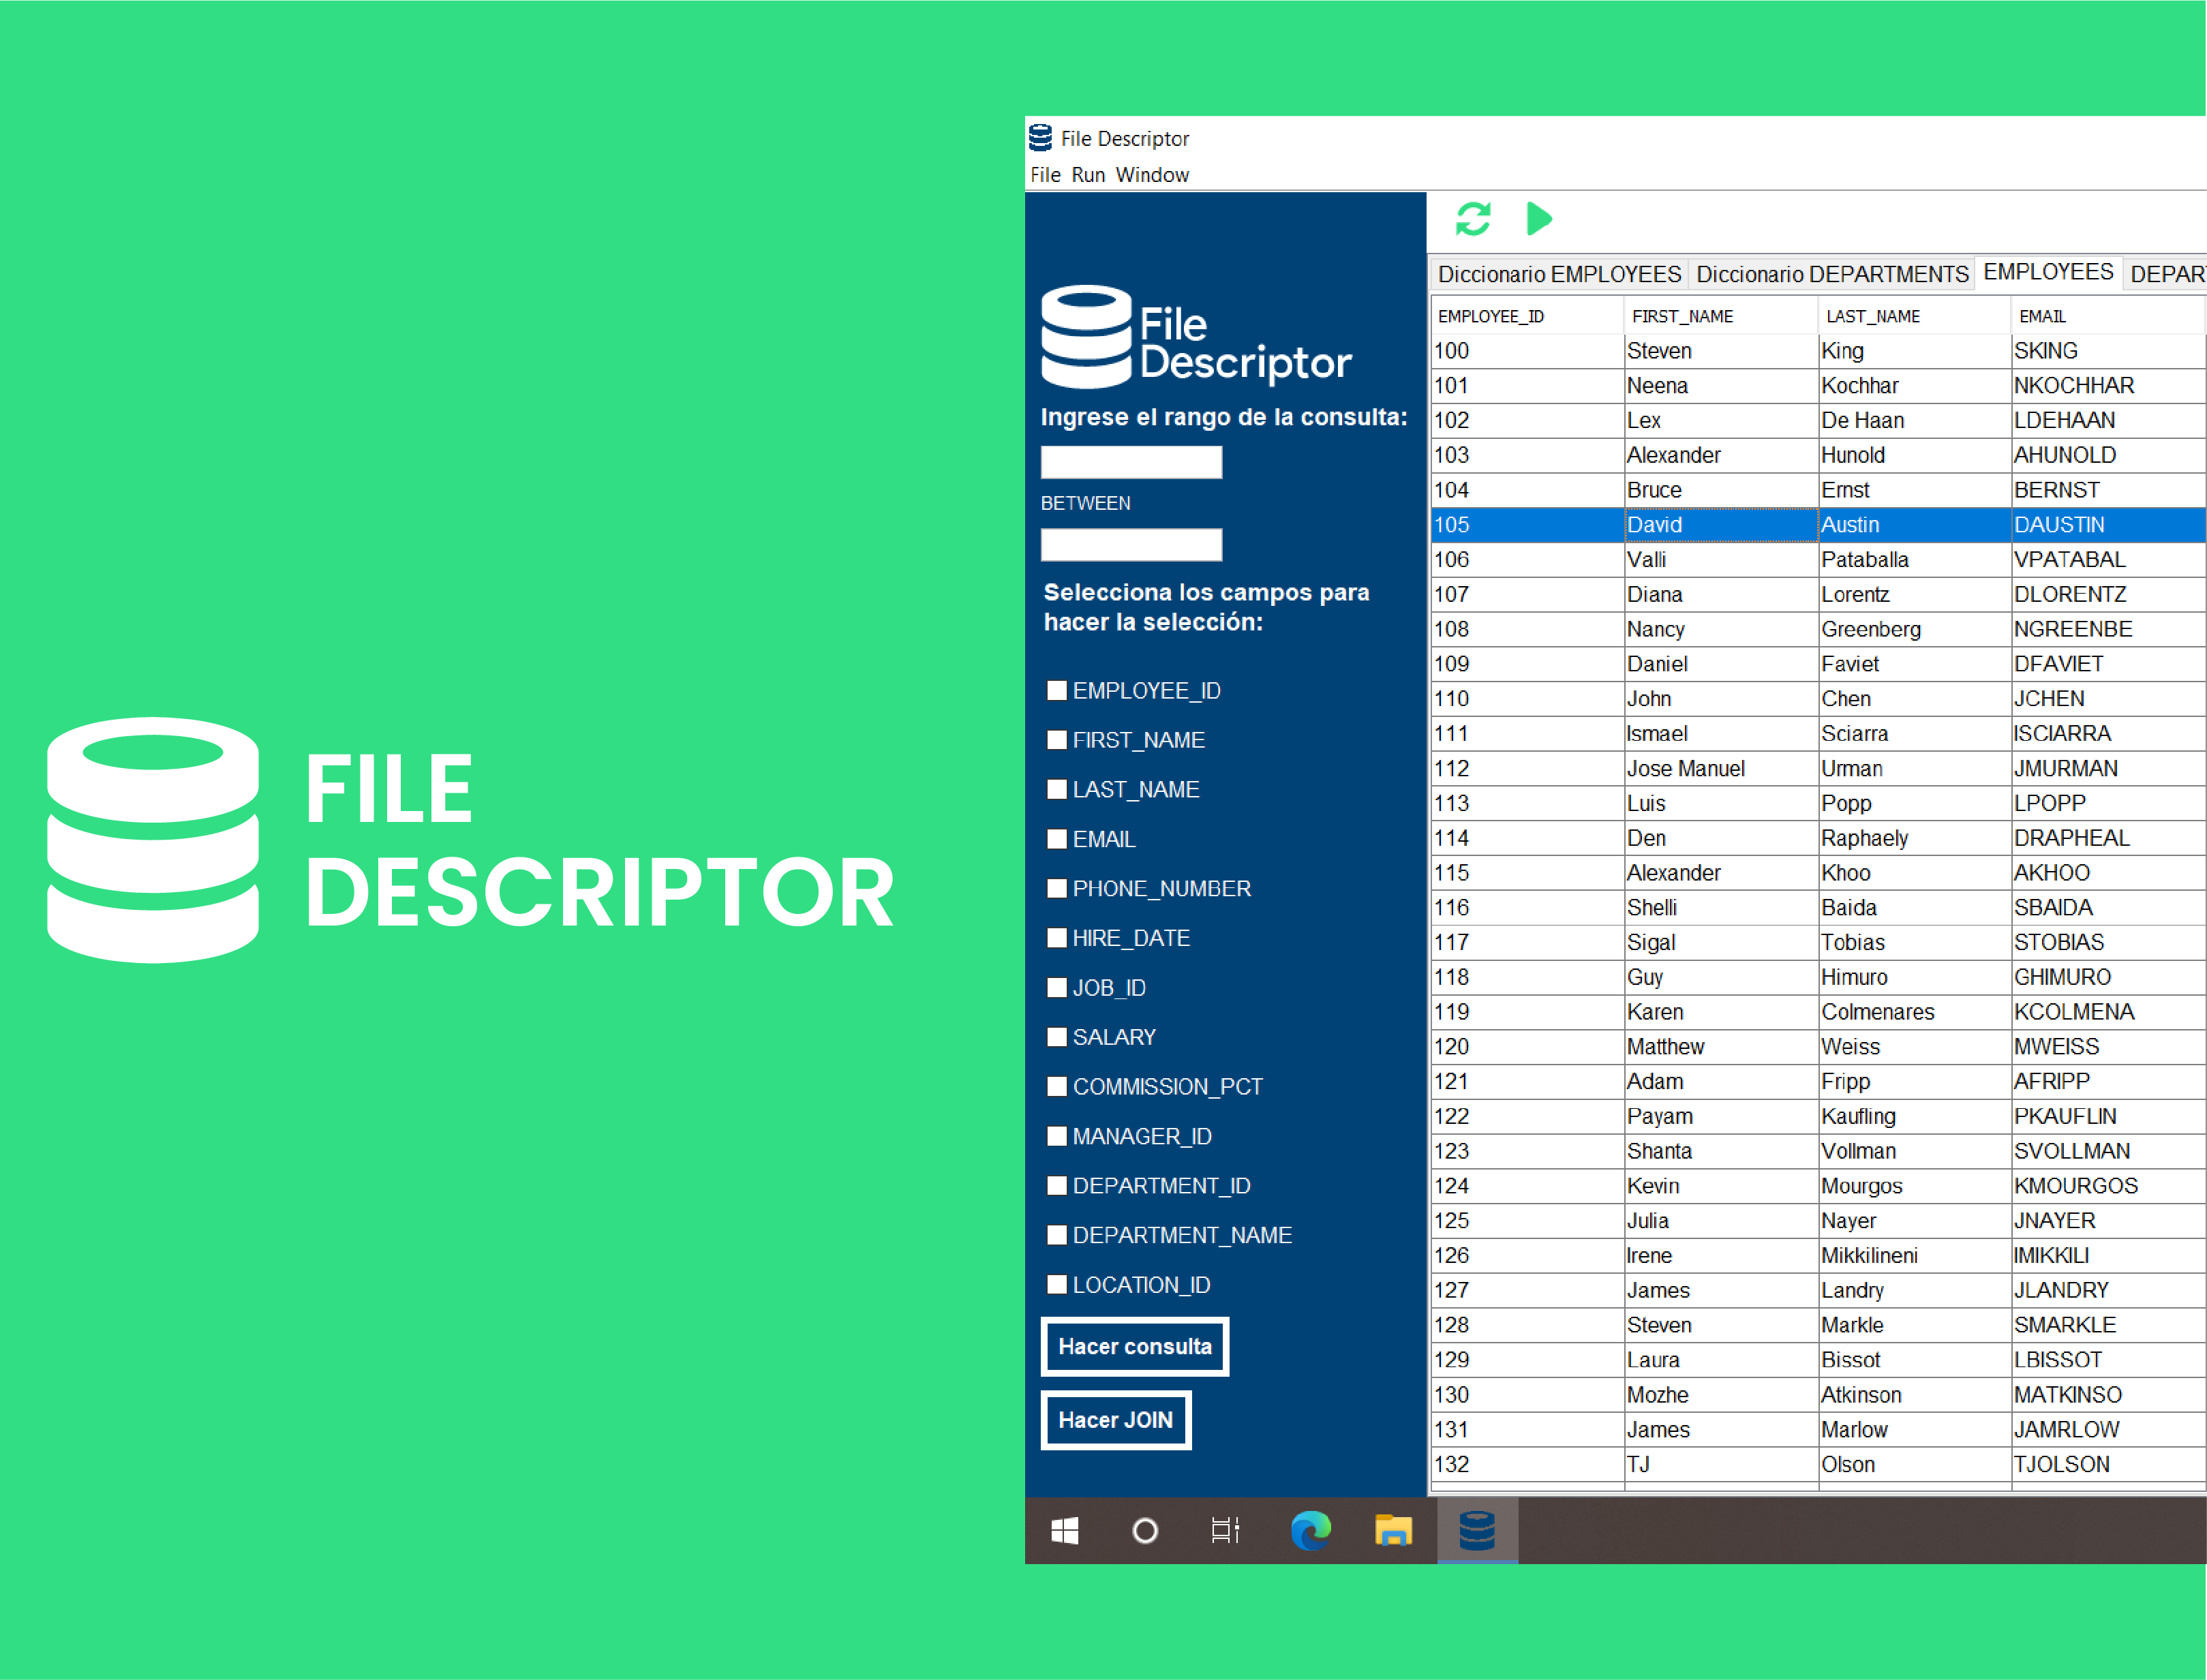 FILE
DESCRIPTOR
File Descriptor
File Run Window
File
Descriptor
Ingrese el rango de la consulta:
BETWEEN
Selecciona los campos para
hacer la selección:
EMPLOYEE_ID
FIRST_NAME
LAST_NAME
EMAIL
PHONE_NUMBER
HIRE_DATE
JOB_ID
SALARY
COMMISSION_PCT
MANAGER_ID
DEPARTMENT_ID
DEPARTMENT_NAME
LOCATION_ID
Hacer consulta
Hacer JOIN
Diccionario EMPLOYEES Diccionario DEPARTMENTS EMPLOYEES DEPAR
EMPLOYEE_ID FIRST_NAME LAST_NAME EMAIL
100 Steven King SKING
101 Neena Kochhar NKOCHHAR
102 Lex De Haan LDEHAAN
103 Alexander Hunold AHUNOLD
104 Bruce Ernst BERNST
105 David Austin DAUSTIN
106 Valli Pataballa VPATABAL
107 Diana Lorentz DLORENTZ
108 Nancy Greenberg NGREENBE
109 Daniel Faviet DFAVIET
110 John Chen JCHEN
111 Ismael Sciarra ISCIARRA
112 Jose Manuel Urman JMURMAN
113 Luis Popp LPOPP
114 Den Raphaely DRAPHEAL
115 Alexander Khoo AKHOO
116 Shelli Baida SBAIDA
117 Sigal Tobias STOBIAS
118 Guy Himuro GHIMURO
119 Karen Colmenares KCOLMENA
120 Matthew Weiss MWEISS
121 Adam Fripp AFRIPP
122 Payam Kaufling PKAUFLIN
123 Shanta Vollman SVOLLMAN
124 Kevin Mourgos KMOURGOS
125 Julia Nayer JNAYER
126 Irene Mikkilineni IMIKKILI
127 James Landry JLANDRY
128 Steven Markle SMARKLE
129 Laura Bissot LBISSOT
130 Mozhe Atkinson MATKINSO
131 James Marlow JAMRLOW
132 TJ Olson TJOLSON